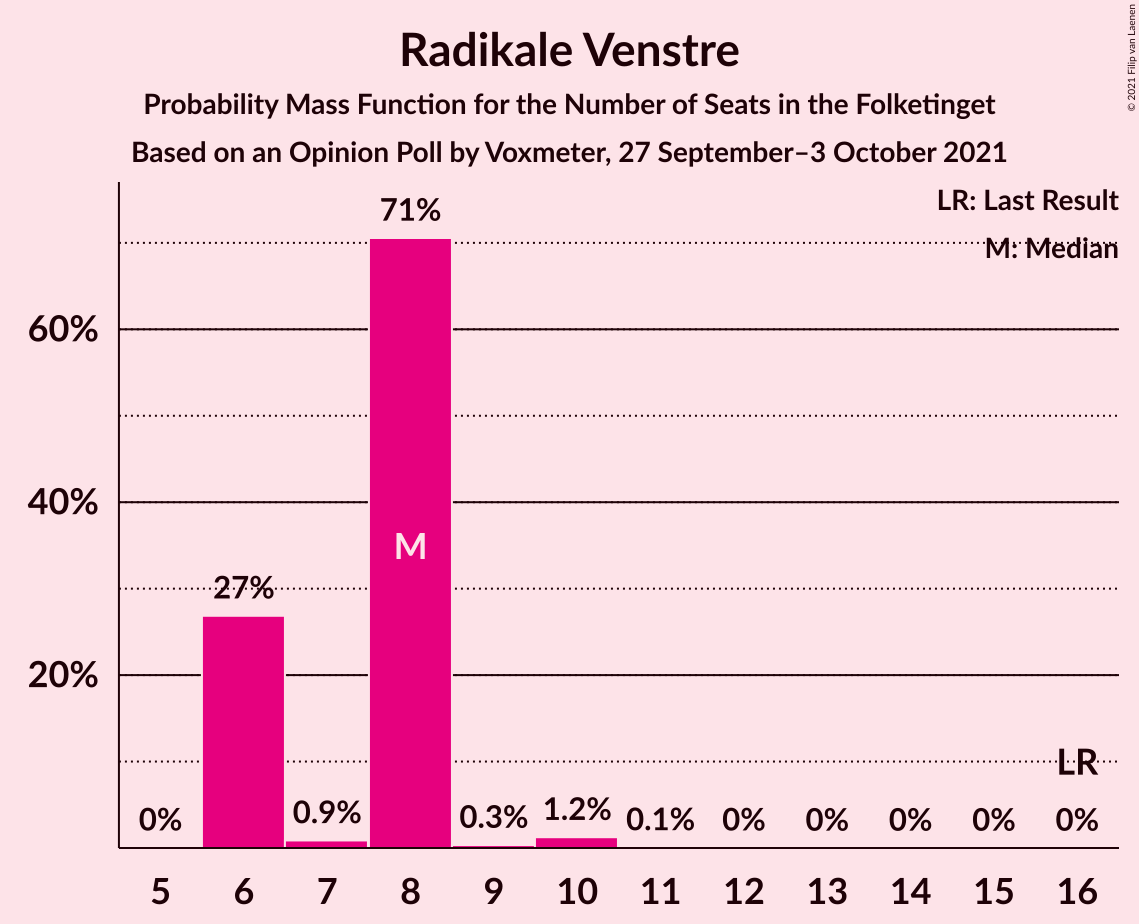 Radikale Venstre
Probability Mass Function for the Number of Seats in the Folketinget
Based on an Opinion Poll by Voxmeter, 27 September–3 October 2021
© 2021 Filip van Laenen
LR: Last Result
M: Median
71%
60%
40%
M
27%
20%
LR
0% 0.9% 0.3% 1.2% 0.1% 0% 0% 0% 0% 0%
5 6 7 8 9 10 11 12 13 14 15 16